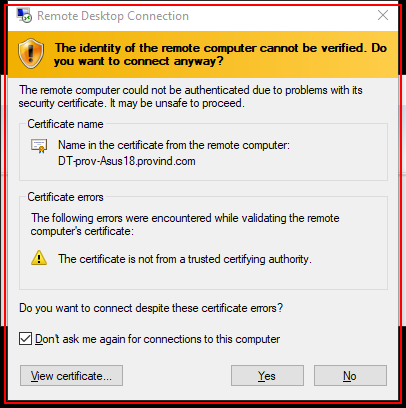 Remote Desktop Connection
The identity of the remote computer cannot be verified. Do
you want to connect anyway?
The remote computer could not be authenticated due to problems with its
security certificate. It may be unsafe to proceed.
Certificate name
Name in the certificate from the remote computer:
DT-prov-Asus18.provind.com
Certificate errors
The following errors were encountered while validating the remote
computer's certificate:
The certificate is not from a trusted certifying authority.
Do you want to connect despite these certificate errors?
Don't ask me again for connections to this computer
View certificate... Yes No